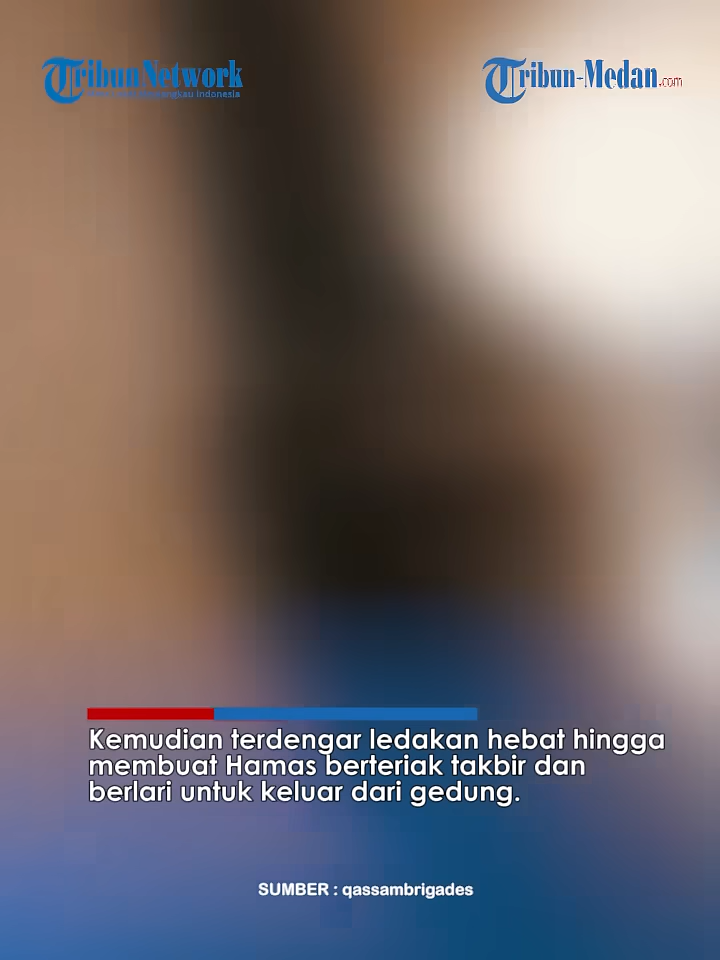 TribunNetwork Tribun-Medan.com
Indonesia
Kemudian terdengar ledakan hebat hingga
membuat Hamas berteriak takbir dan
berlari untuk keluar dari gedung.
SUMBER : qassambrigades